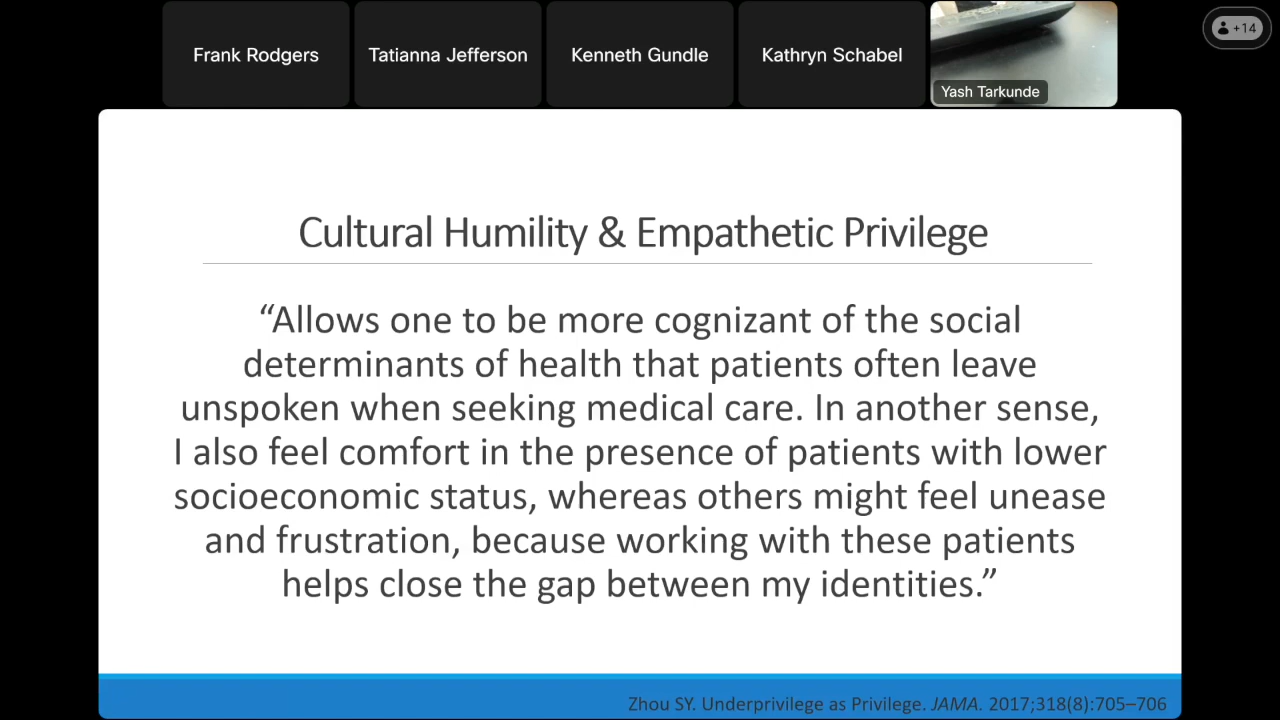 Frank Rodgers
Tatianna Jefferson
Kenneth Gundle
Kathryn Schabel
Yash Tarkunde
+14
Cultural Humility & Empathetic Privilege
“Allows one to be more cognizant of the social
determinants of health that patients often leave
unspoken when seeking medical care. In another sense,
I also feel comfort in the presence of patients with lower
socioeconomic status, whereas others might feel unease
and frustration, because working with these patients
helps close the gap between my identities.”
Zhou SY. Underprivilege as Privilege. JAMA. 2017;318(8):705–706